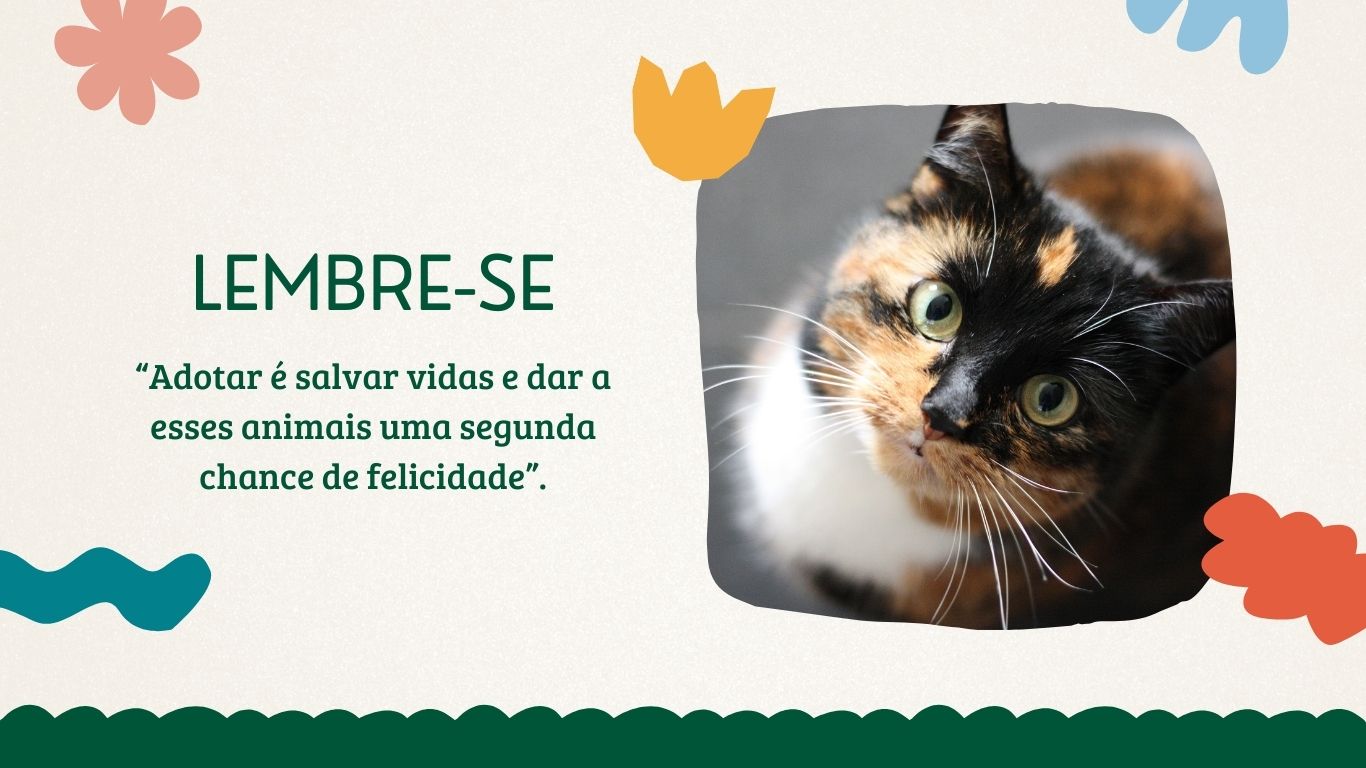 LEMBRE-SE
“Adotar é salvar vidas e dar a
esses animais uma segunda
chance de felicidade”.